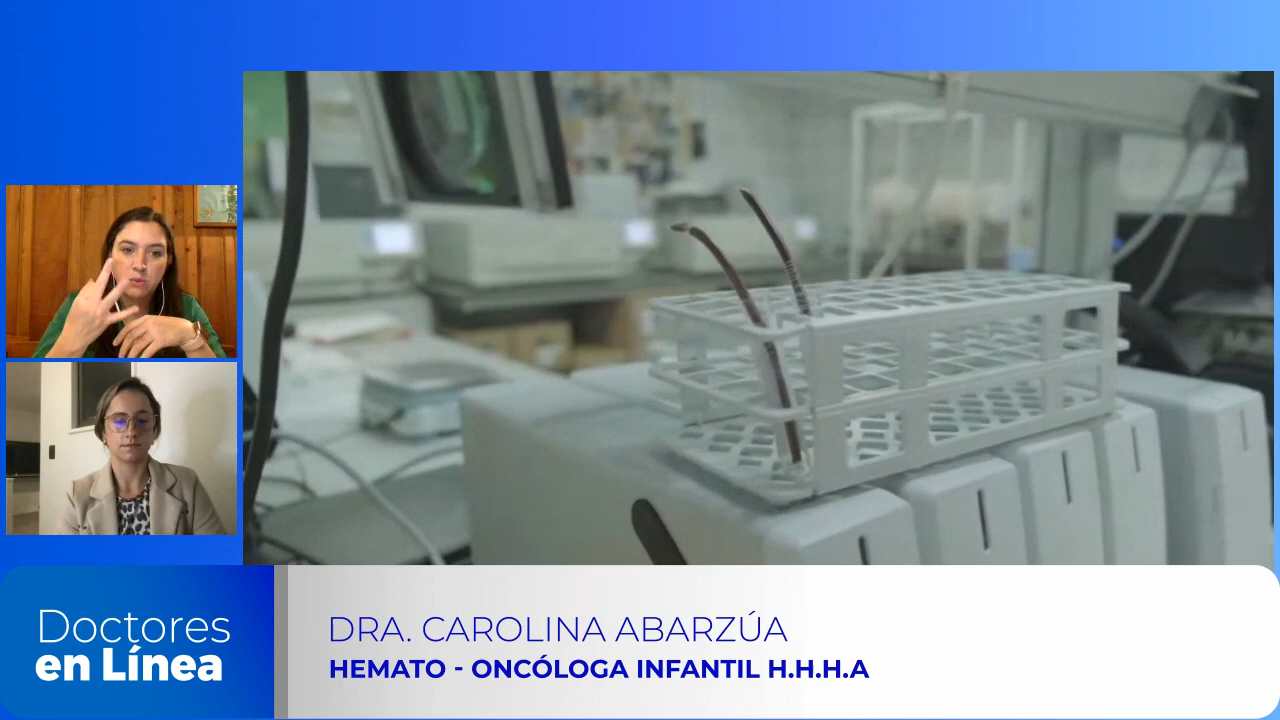 Doctores
en Línea
DRA. CAROLINA ABARZÚA
HEMATO - ONCÓLOGA INFANTIL H.H.H.A